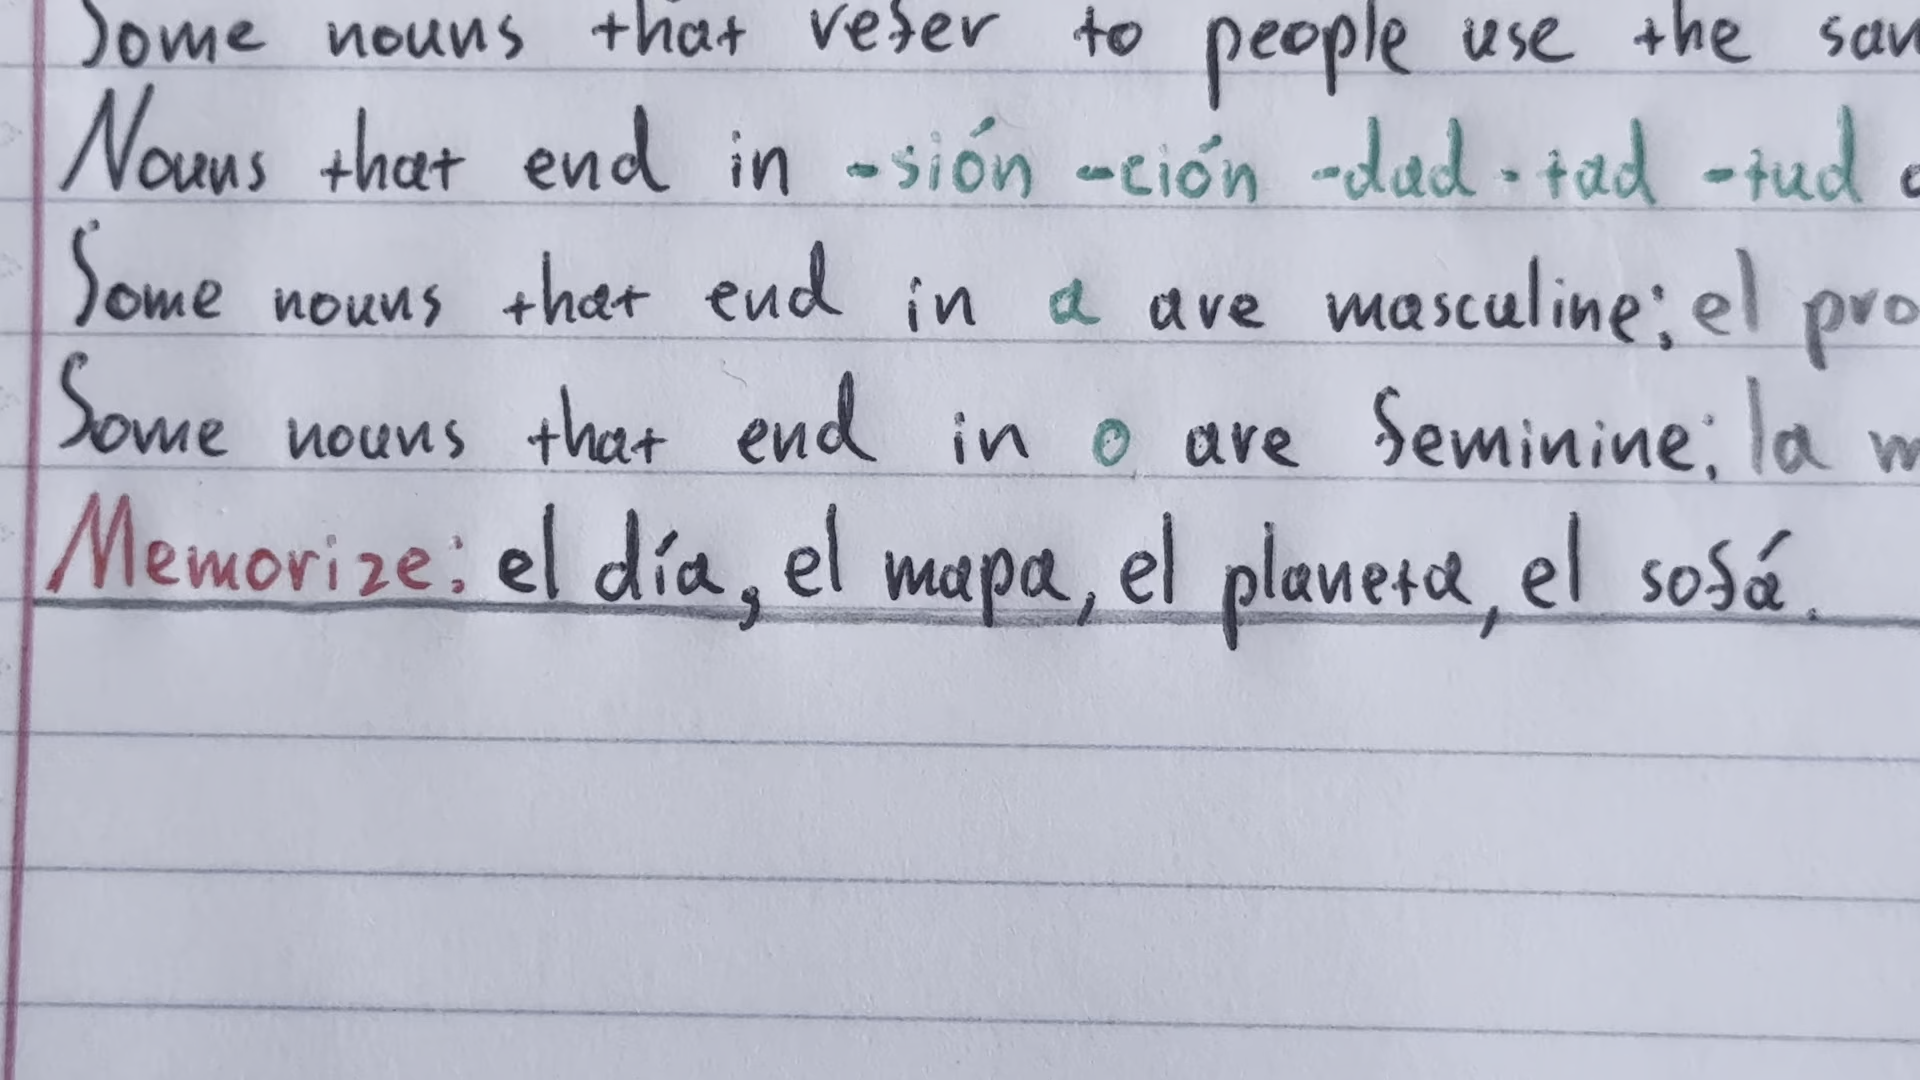 Some nouns that refer to people use the
Nouns that end in -sión -ción -dad -tad -tud
Some nouns that end in a are masculine: el
Some nouns that end in o are feminine: la
Memorize: el día, el mapa, el planeta, el sofá.